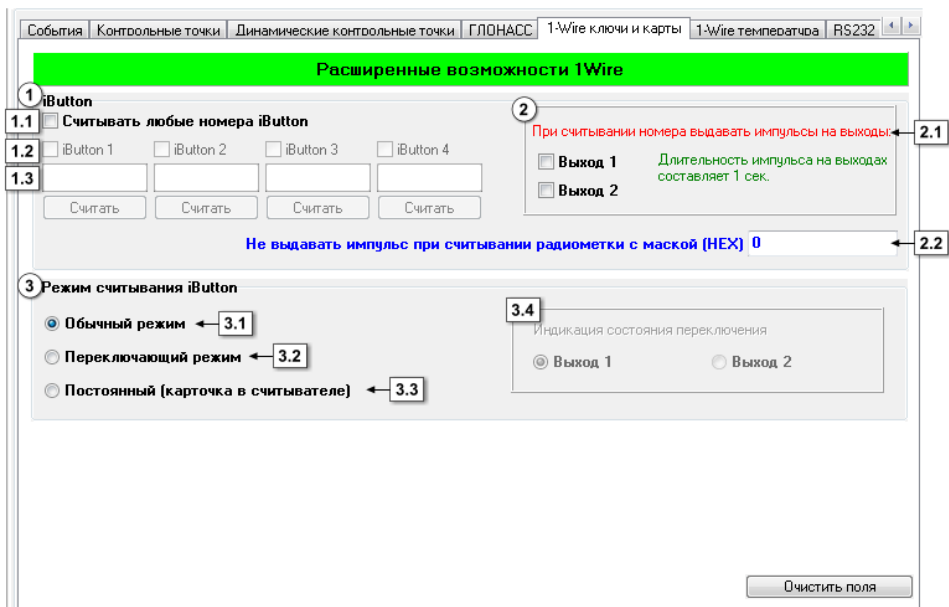 События Контрольные точки Динамические контрольные точки ГЛОНАСС 1-Wire ключи и карты 1-Wire температура RS232
Расширенные возможности 1Wire
1 iButton
1.1 Считывать любые номера iButton
1.2 iButton 1 iButton 2 iButton 3 iButton 4
1.3
Считать Считать Считать Считать
2
При считывании номера выдавать импульсы на выходы: 2.1
Выход 1
Выход 2
Длительность импульса на выходах
составляет 1 сек.
Не выдавать импульс при считывании радиометки с маской (HEX) 0 2.2
3 Режим считывания iButton
Обычный режим 3.1
Переключающий режим 3.2
Постоянный (карточка в считывателе) 3.3
3.4
Индикация состояния переключения
Выход 1 Выход 2
Очистить поля